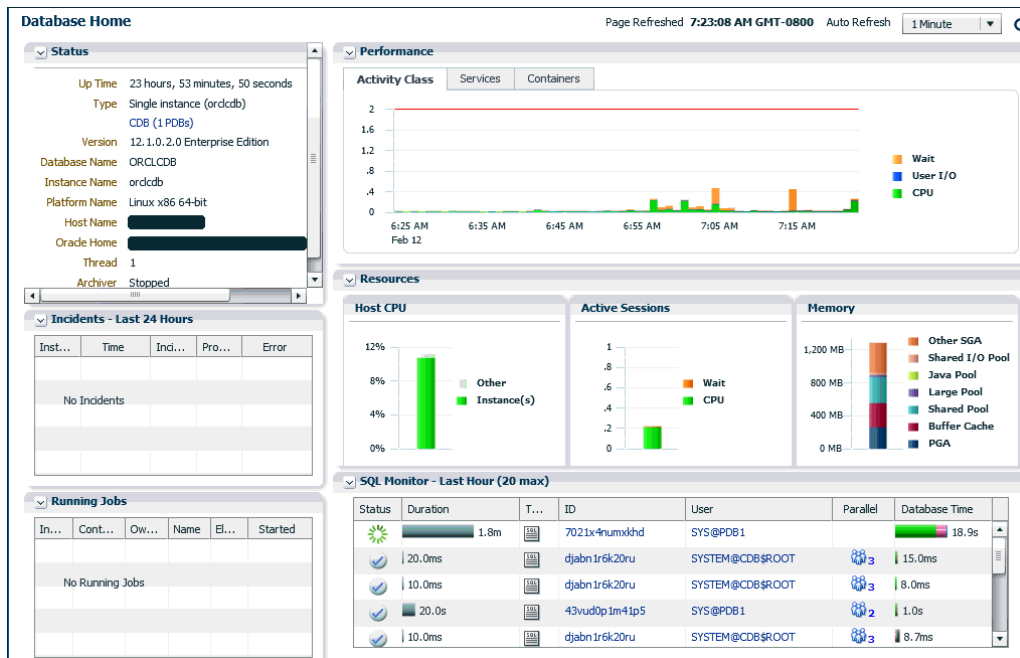 Database Home
Page Refreshed 7:23:08 AM GMT-0800 Auto Refresh 1 Minute
Status
Up Time 23 hours, 53 minutes, 50 seconds
Type Single instance (orclcdb)
CDB (1 PDBs)
Version 12.1.0.2.0 Enterprise Edition
Database Name ORCLCDB
Instance Name orclcdb
Platform Name Linux x86 64-bit
Host Name
Oracle Home
Thread 1
Archiver Stopped
Incidents - Last 24 Hours
Inst... Time Inci... Pro... Error
No Incidents
Running Jobs
In... Cont... Ow... Name El... Started
No Running Jobs
Performance
Activity Class Services Containers
2
1.6
1.2
.8
.4
0
6:25 AM 6:35 AM 6:45 AM 6:55 AM 7:05 AM 7:15 AM
Feb 12
Wait
User I/O
CPU
Resources
Host CPU
12%
8%
4%
0%
Other
Instance(s)
Active Sessions
1
.8
.6
.4
.2
0
Wait
CPU
Memory
1,200 MB
800 MB
400 MB
0 MB
Other SGA
Shared I/O Pool
Java Pool
Large Pool
Shared Pool
Buffer Cache
PGA
SQL Monitor - Last Hour (20 max)
Status Duration T... ID User Parallel Database Time
1.8m SQL 7021x4numxkhd SYS@PDB1 18.9s
20.0ms SQL djabn1r6k20ru SYSTEM@CDB$ROOT 3 15.0ms
10.0ms SQL djabn1r6k20ru SYSTEM@CDB$ROOT 3 8.0ms
20.0s SQL 43vud0p1m41p5 SYS@PDB1 2 1.0s
10.0ms SQL djabn1r6k20ru SYSTEM@CDB$ROOT 3 8.7ms